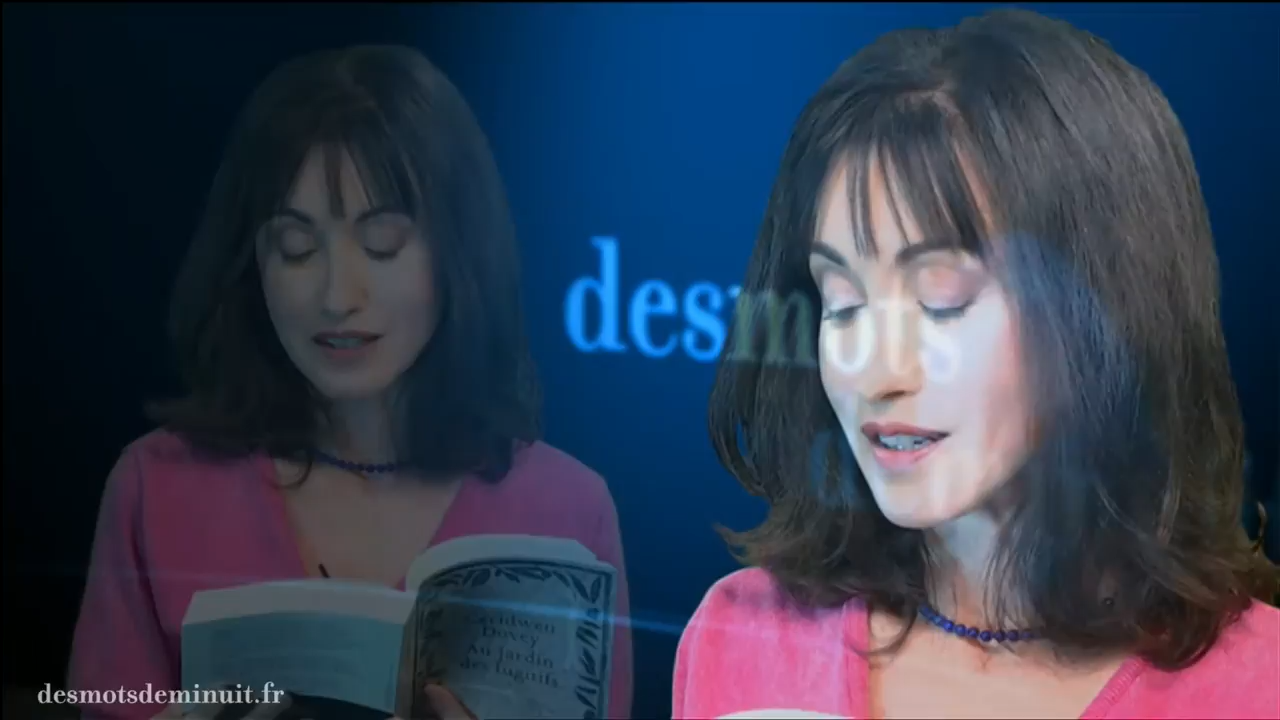 desmots
Ceridwen
Dovey
Au jardin
des fugitifs
desmotsdeminuit.fr